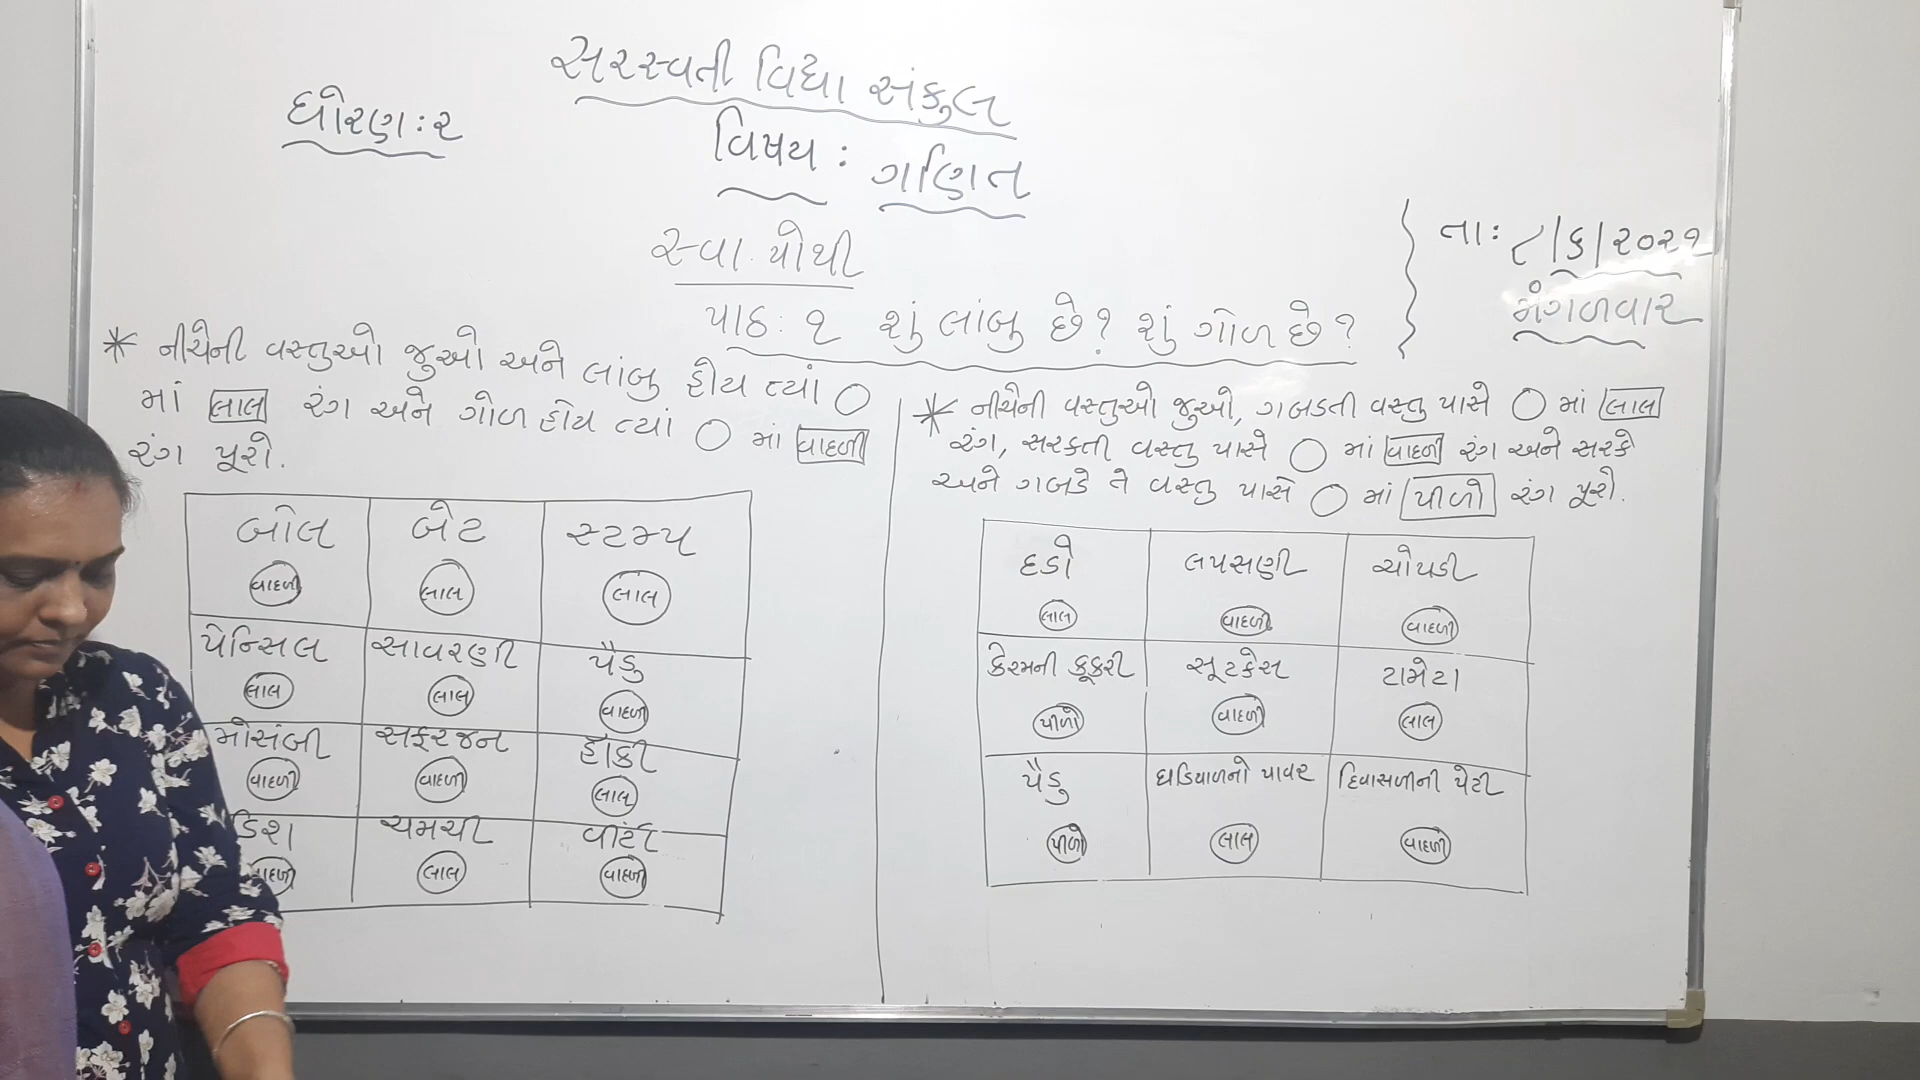 સરસ્વતી વિદ્યા સંકુલ
ધોરણ : ૨
વિષય : ગણિત
સ્વા. પોથી
તા : ૮/૬/૨૦૨૧
મંગળવાર
પાઠ : ૧ શું લાંબુ છે? શું ગોળ છે?
* નીચેની વસ્તુઓ જુઓ અને લાંબુ હોય ત્યાં ○
માં લાલ રંગ અને ગોળ હોય ત્યાં ○ માં વાદળી
રંગ પૂરો.
બોલ બેટ સ્ટમ્પ
વાદળી લાલ લાલ
પેન્સિલ સાવરણી પૈડુ
લાલ લાલ વાદળી
મોસંબી સફરજન હોકી
વાદળી વાદળી લાલ
ડિશ ચમચી વીંટી
વાદળી લાલ વાદળી
* નીચેની વસ્તુઓ જુઓ, ગબડતી વસ્તુ પાસે ○ માં લાલ
રંગ, સરકતી વસ્તુ પાસે ○ માં વાદળી રંગ અને સરકે
અને ગબડે તે વસ્તુ પાસે ○ માં પીળો રંગ પૂરો.
દડો લપસણી ચોપડી
લાલ વાદળી વાદળી
કેરમની કૂકરી સૂટકેસ ટામેટા
પીળો વાદળી લાલ
પૈડુ ઘડિયાળનો પાવર દિવાસળીની પેટી
પીળો લાલ વાદળી